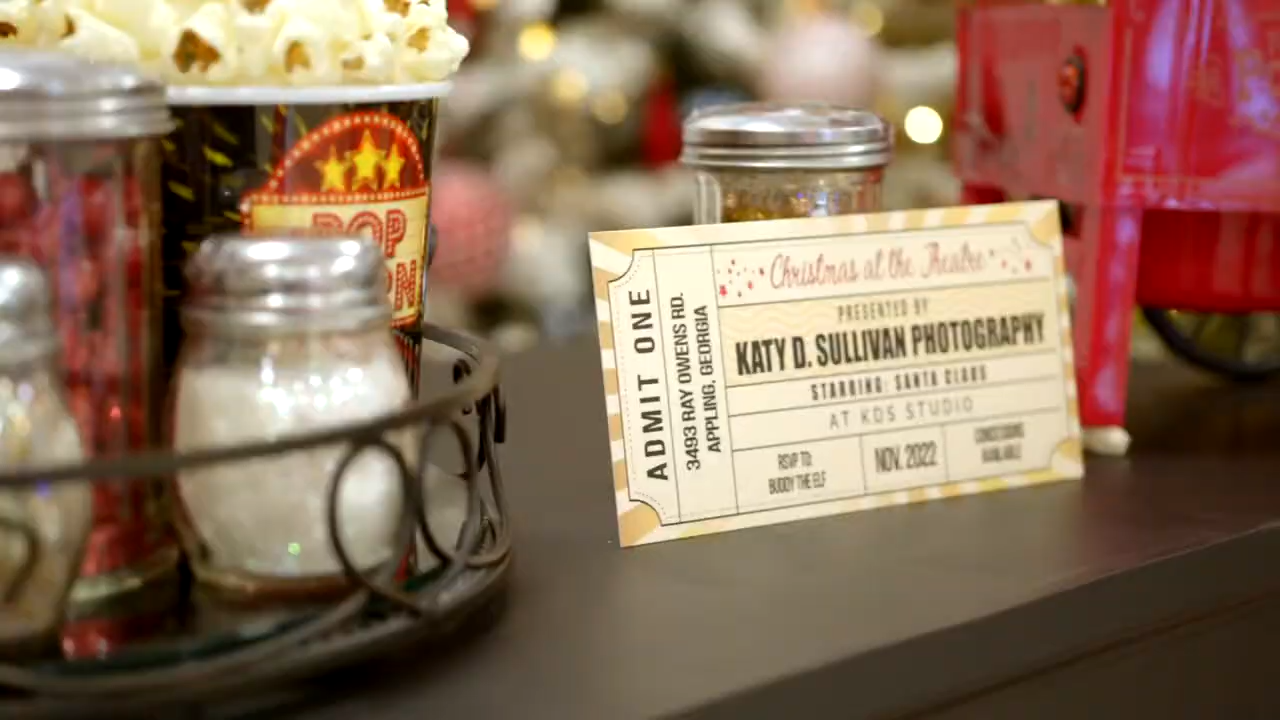 POP
ADMIT ONE
3493 RAY OWENS RD.
APPLING, GEORGIA
Christmas at the Theatre
PRESENTED BY
KATY D. SULLIVAN PHOTOGRAPHY
STARRING: SANTA CLAUS
AT KDS STUDIO
RSVP TO:
BUDDY THE ELF
NOV. 2022
CONCESSIONS
AVAILABLE